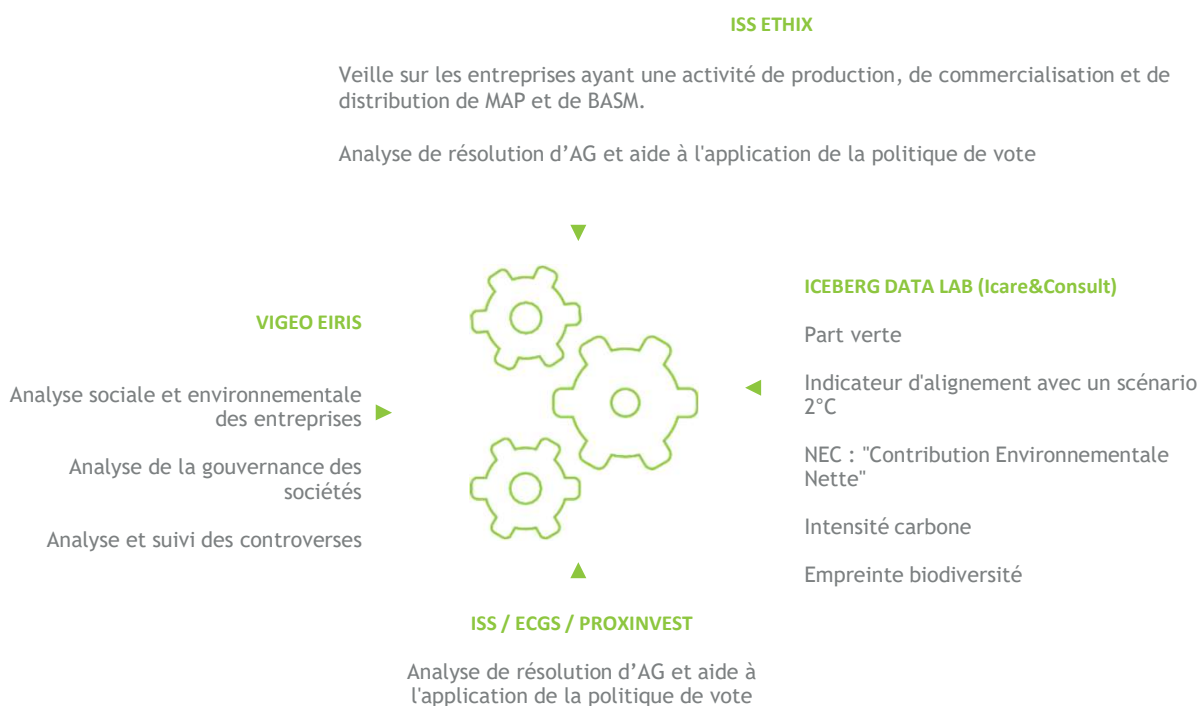 ISS ETHIX
Veille sur les entreprises ayant une activité de production, de commercialisation et de
distribution de MAP et de BASM.
Analyse de résolution d’AG et aide à l'application de la politique de vote
VIGEO EIRIS
Analyse sociale et environnementale
des entreprises
Analyse de la gouvernance des
sociétés
Analyse et suivi des controverses
ICEBERG DATA LAB (Icare&Consult)
Part verte
Indicateur d'alignement avec un scénario
2°C
NEC : "Contribution Environnementale
Nette"
Intensité carbone
Empreinte biodiversité
ISS / ECGS / PROXINVEST
Analyse de résolution d’AG et aide à
l'application de la politique de vote